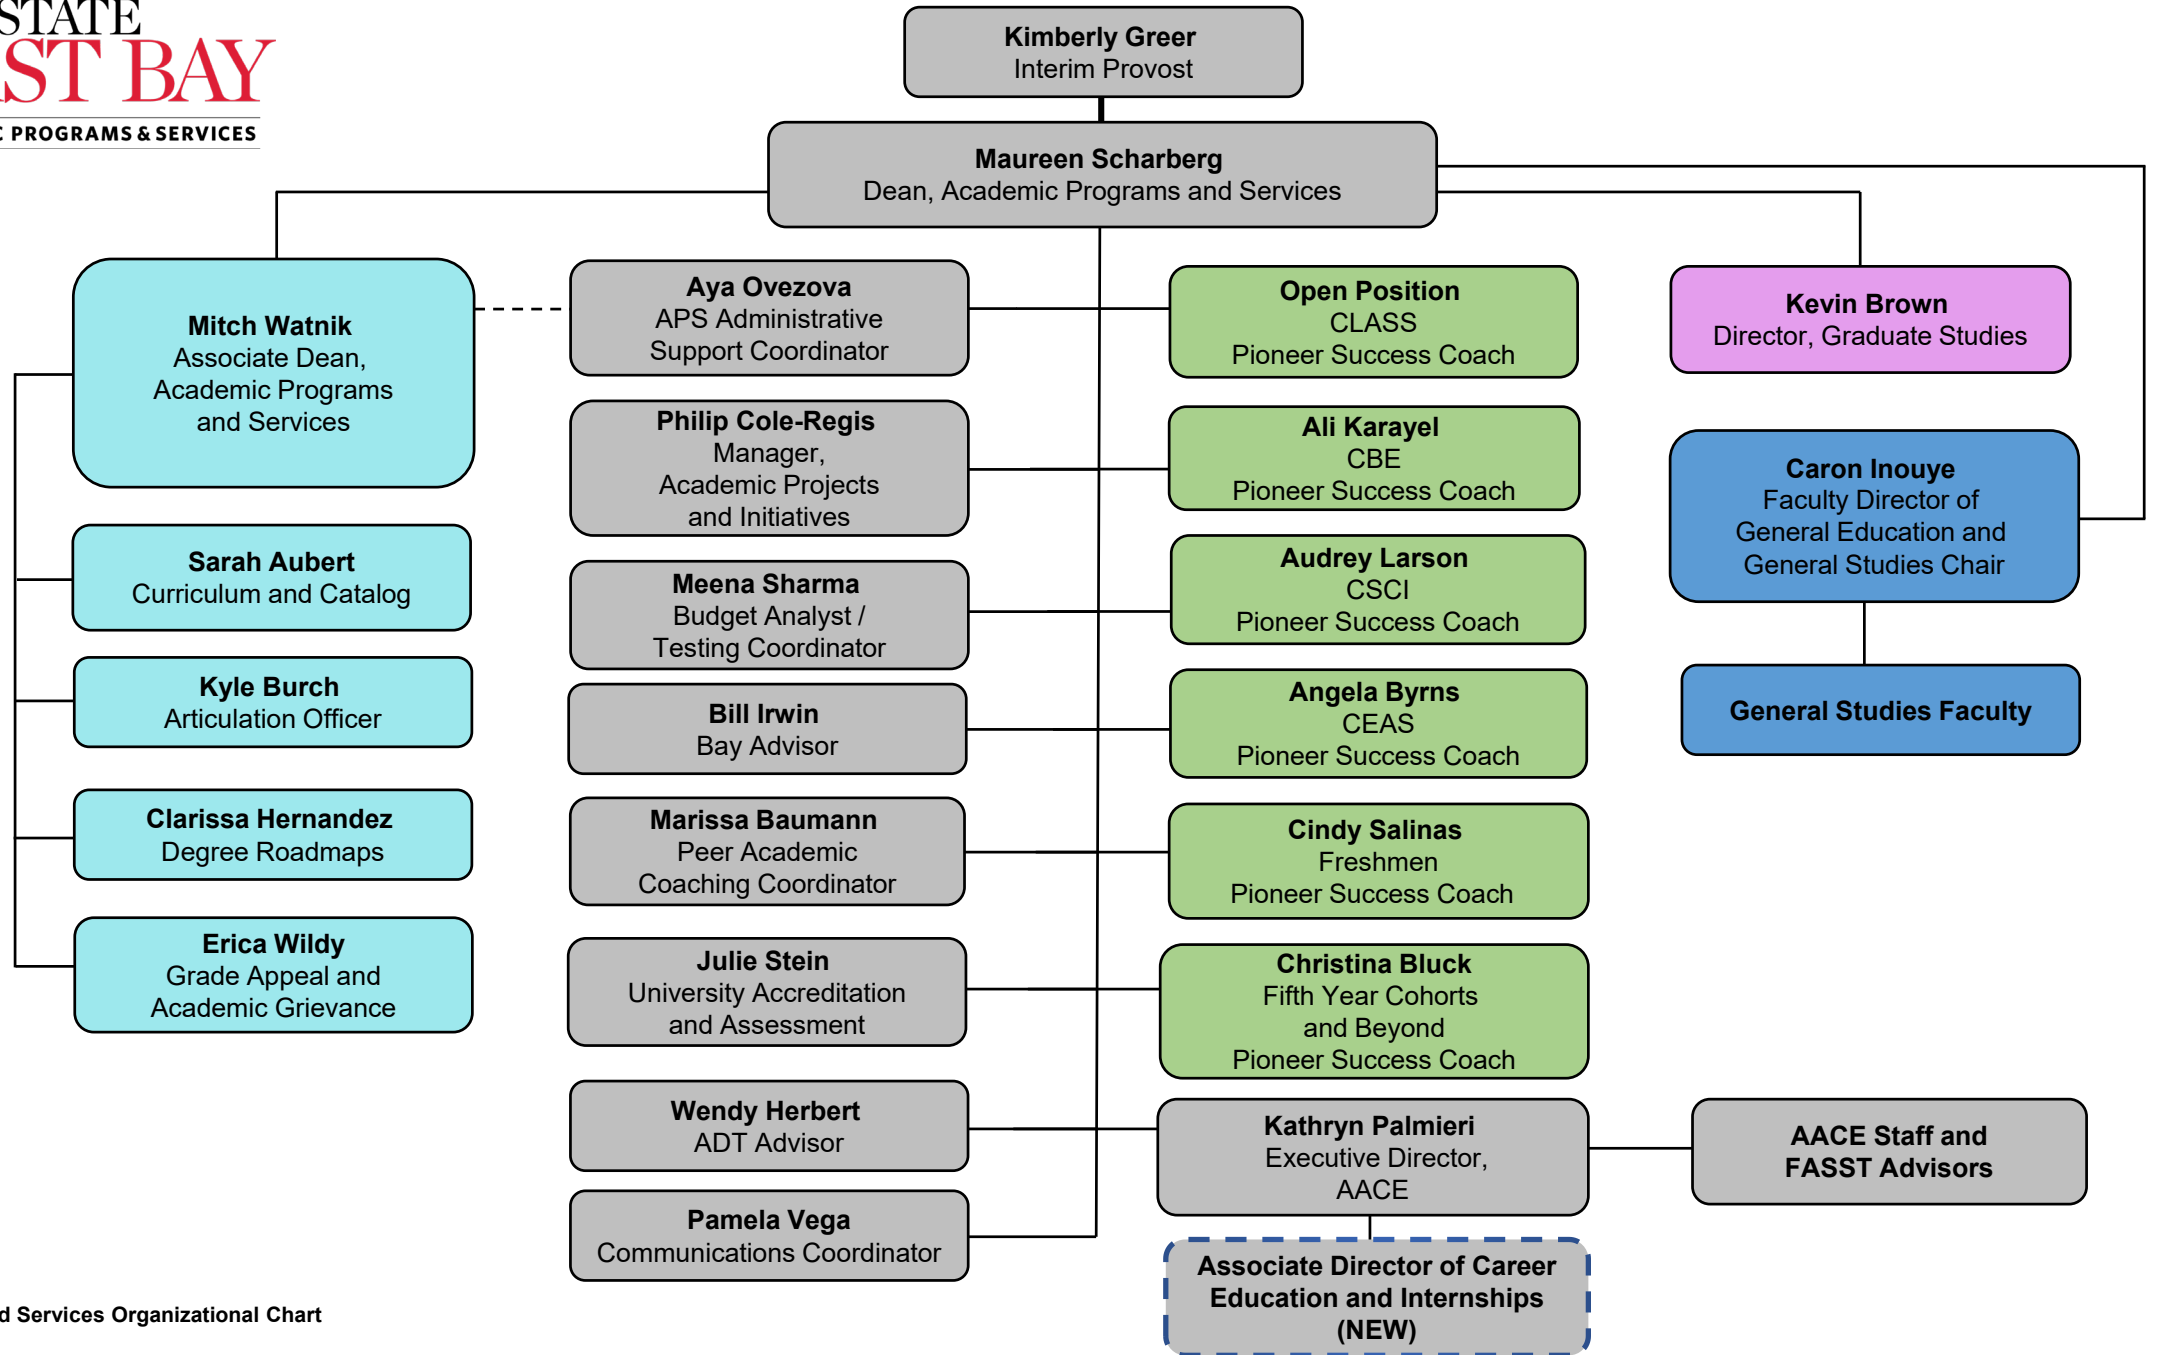 STATE
ST BAY
PROGRAMS & SERVICES
Kimberly Greer
Interim Provost
Maureen Scharberg
Dean, Academic Programs and Services
Mitch Watnik
Associate Dean,
Academic Programs
and Services
Sarah Aubert
Curriculum and Catalog
Kyle Burch
Articulation Officer
Clarissa Hernandez
Degree Roadmaps
Erica Wildy
Grade Appeal and
Academic Grievance
Aya Ovezova
APS Administrative
Support Coordinator
Philip Cole-Regis
Manager,
Academic Projects
and Initiatives
Meena Sharma
Budget Analyst /
Testing Coordinator
Bill Irwin
Bay Advisor
Marissa Baumann
Peer Academic
Coaching Coordinator
Julie Stein
University Accreditation
and Assessment
Wendy Herbert
ADT Advisor
Pamela Vega
Communications Coordinator
Open Position
CLASS
Pioneer Success Coach
Ali Karayel
CBE
Pioneer Success Coach
Audrey Larson
CSCI
Pioneer Success Coach
Angela Byrns
CEAS
Pioneer Success Coach
Cindy Salinas
Freshmen
Pioneer Success Coach
Christina Bluck
Fifth Year Cohorts
and Beyond
Pioneer Success Coach
Kathryn Palmieri
Executive Director,
AACE
Associate Director of Career
Education and Internships
(NEW)
Kevin Brown
Director, Graduate Studies
Caron Inouye
Faculty Director of
General Education and
General Studies Chair
General Studies Faculty
AACE Staff and
FASST Advisors
d Services Organizational Chart